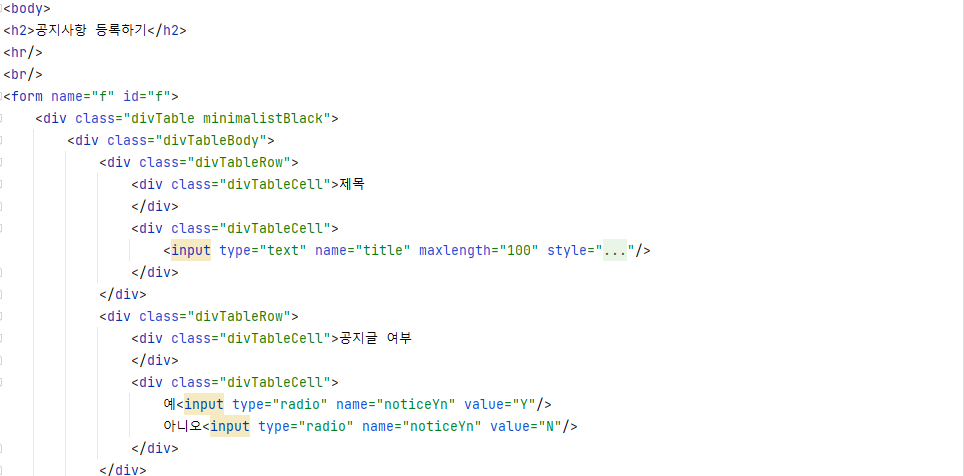 <body>
<h2>공지사항 등록하기</h2>
<hr/>
<br/>
<form name="f" id="f">
<div class="divTable minimalistBlack">
<div class="divTableBody">
<div class="divTableRow">
<div class="divTableCell">제목
</div>
<div class="divTableCell">
<input type="text" name="title" maxlength="100" style="..."/>
</div>
</div>
<div class="divTableRow">
<div class="divTableCell">공지글 여부
</div>
<div class="divTableCell">
예<input type="radio" name="noticeYn" value="Y"/>
아니오<input type="radio" name="noticeYn" value="N"/>
</div>
</div>